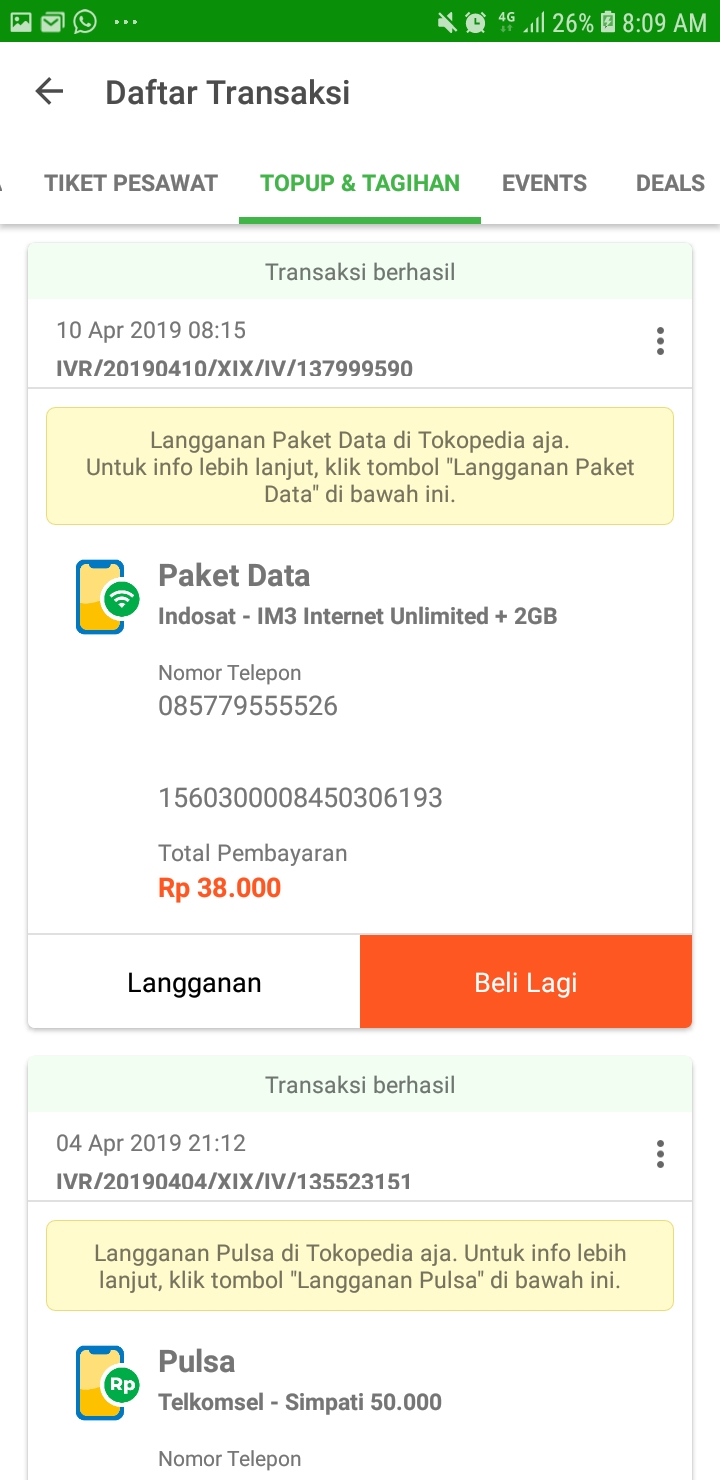 4G 26% 8:09 AM
Daftar Transaksi
TIKET PESAWAT TOPUP & TAGIHAN EVENTS DEALS
Transaksi berhasil
10 Apr 2019 08:15
IVR/20190410/XIX/IV/137999590
Langganan Paket Data di Tokopedia aja.
Untuk info lebih lanjut, klik tombol "Langganan Paket
Data" di bawah ini.
Paket Data
Indosat - IM3 Internet Unlimited + 2GB
Nomor Telepon
085779555526
1560300008450306193
Total Pembayaran
Rp 38.000
Langganan Beli Lagi
Transaksi berhasil
04 Apr 2019 21:12
IVR/20190404/XIX/IV/135523151
Langganan Pulsa di Tokopedia aja. Untuk info lebih
lanjut, klik tombol "Langganan Pulsa" di bawah ini.
Rp
Pulsa
Telkomsel - Simpati 50.000
Nomor Telepon